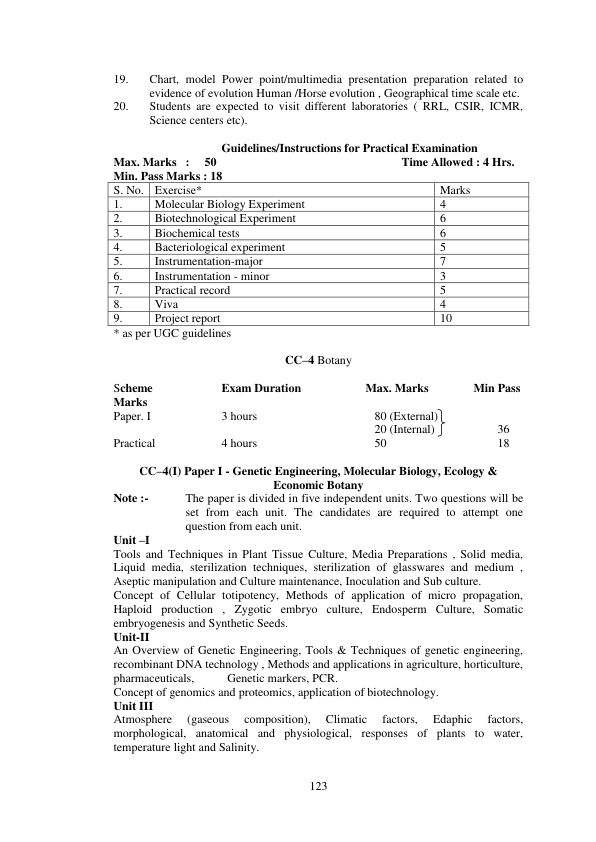 19. Chart, model Power point/multimedia presentation preparation related to
evidence of evolution Human /Horse evolution , Geographical time scale etc.
20. Students are expected to visit different laboratories ( RRL, CSIR, ICMR,
Science centers etc).
Guidelines/Instructions for Practical Examination
Max. Marks : 50 Time Allowed : 4 Hrs.
Min. Pass Marks : 18
S. No. Exercise* Marks
1. Molecular Biology Experiment 4
2. Biotechnological Experiment 6
3. Biochemical tests 6
4. Bacteriological experiment 5
5. Instrumentation-major 7
6. Instrumentation - minor 3
7. Practical record 5
8. Viva 4
9. Project report 10
* as per UGC guidelines
CC–4 Botany
Scheme Exam Duration Max. Marks Min Pass
Marks
Paper. I 3 hours 80 (External)
20 (Internal) 36
Practical 4 hours 50 18
CC–4(I) Paper I - Genetic Engineering, Molecular Biology, Ecology &
Economic Botany
Note :- The paper is divided in five independent units. Two questions will be
set from each unit. The candidates are required to attempt one
question from each unit.
Unit –I
Tools and Techniques in Plant Tissue Culture, Media Preparations , Solid media,
Liquid media, sterilization techniques, sterilization of glasswares and medium ,
Aseptic manipulation and Culture maintenance, Inoculation and Sub culture.
Concept of Cellular totipotency, Methods of application of micro propagation,
Haploid production , Zygotic embryo culture, Endosperm Culture, Somatic
embryogenesis and Synthetic Seeds.
Unit-II
An Overview of Genetic Engineering, Tools & Techniques of genetic engineering,
recombinant DNA technology , Methods and applications in agriculture, horticulture,
pharmaceuticals, Genetic markers, PCR.
Concept of genomics and proteomics, application of biotechnology.
Unit III
Atmosphere (gaseous composition), Climatic factors, Edaphic factors,
morphological, anatomical and physiological, responses of plants to water,
temperature light and Salinity.
123